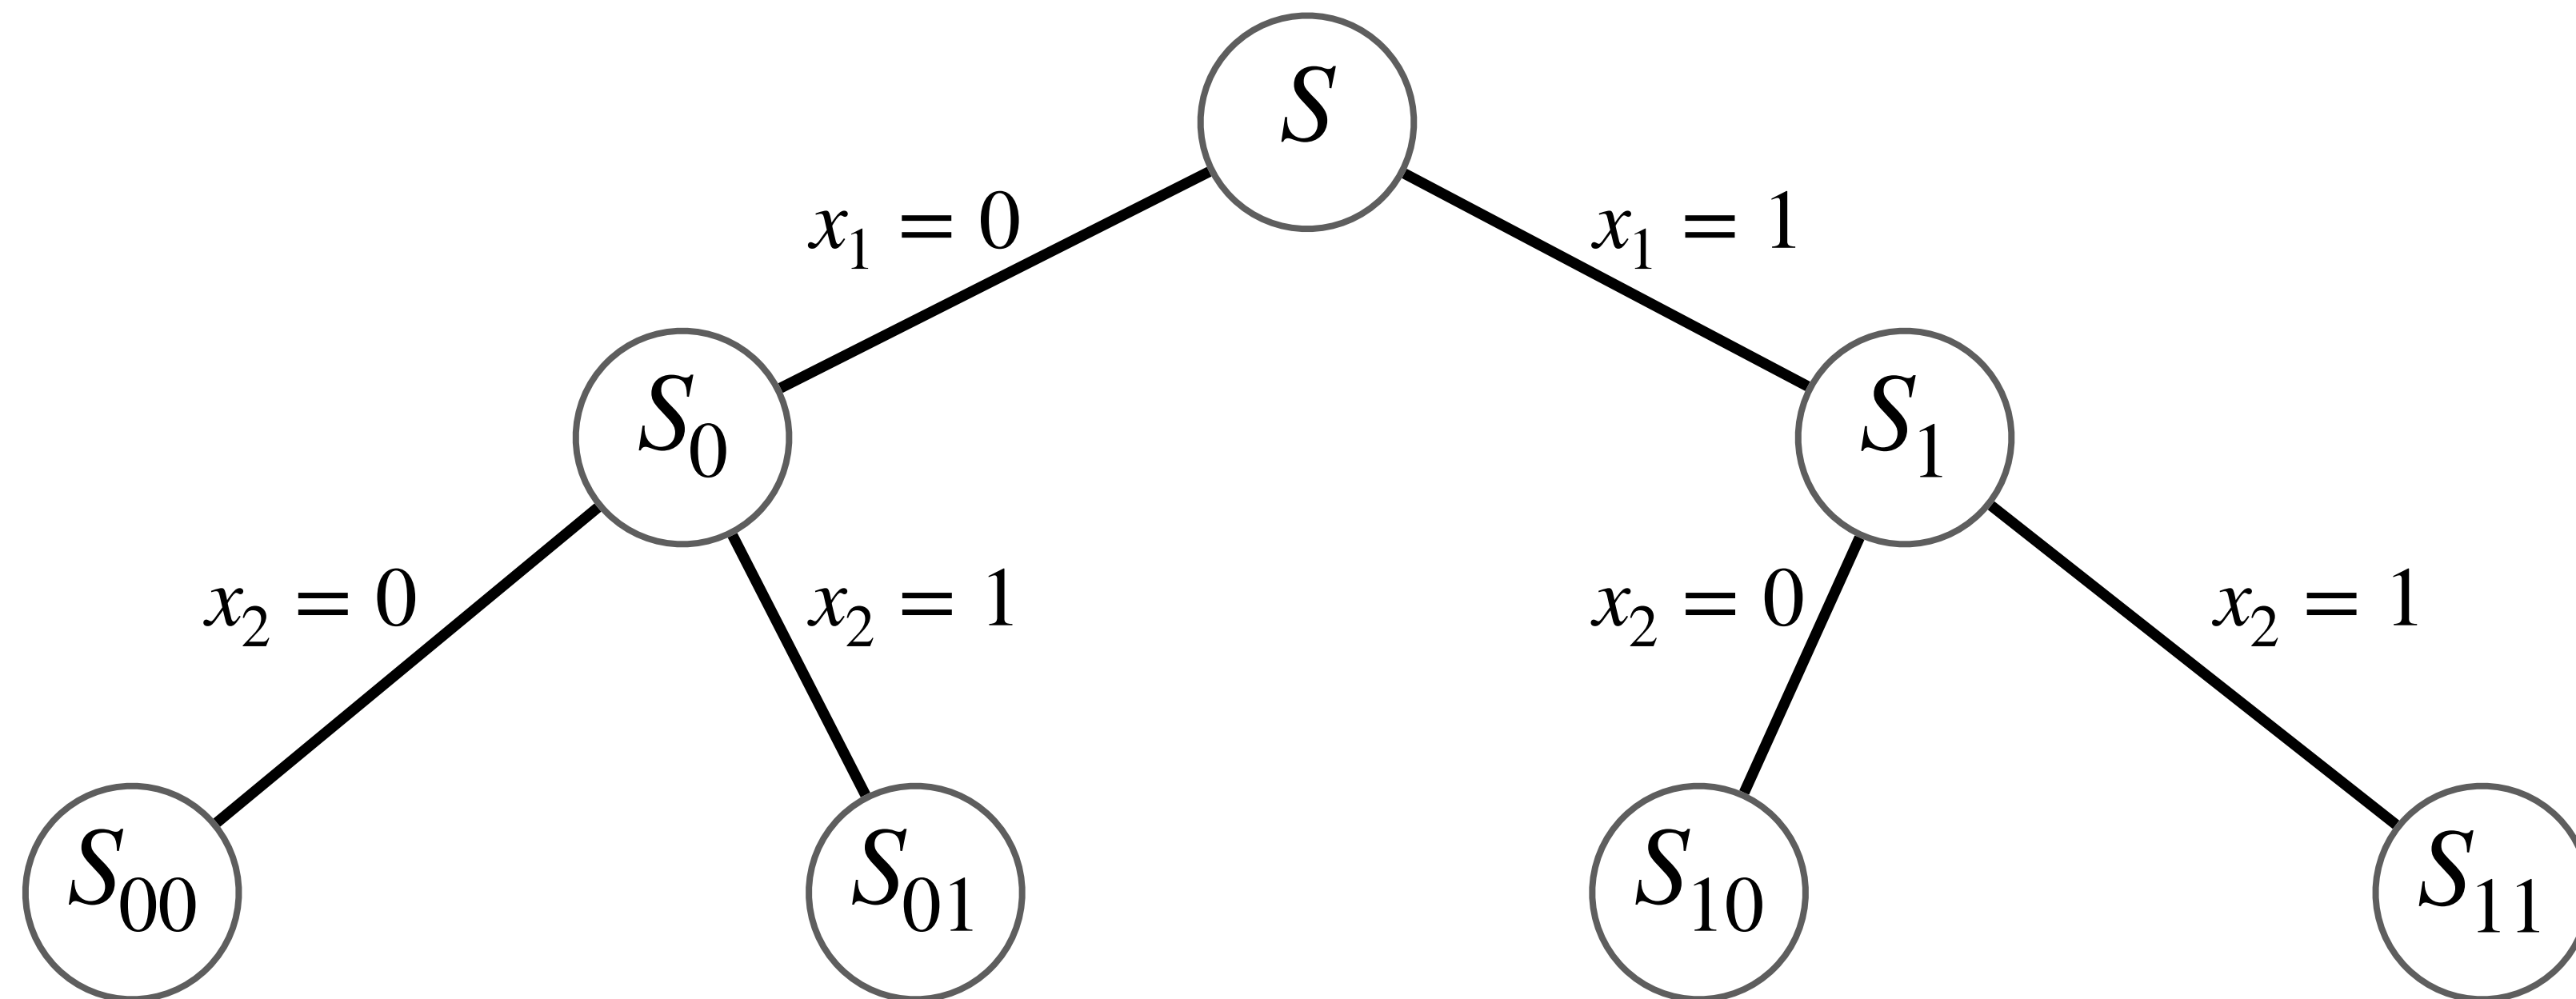 S
x₁ = 0
x₁ = 1
S₀
S₁
x₂ = 0
x₂ = 1
x₂ = 0
x₂ = 1
S₀₀
S₀₁
S₁₀
S₁₁